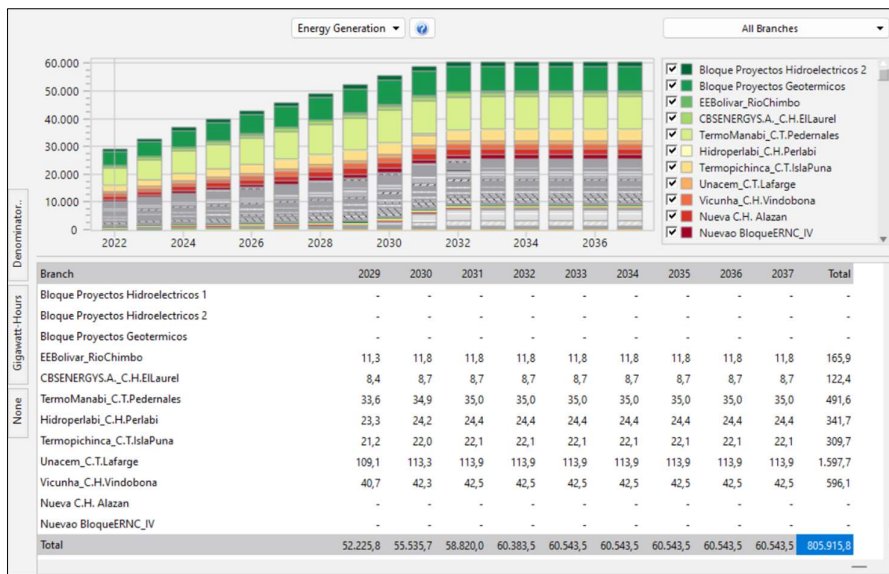 Energy Generation
All Branches
60.000
50.000
40.000
30.000
20.000
10.000
0
2022 2024 2026 2028 2030 2032 2034 2036
Bloque Proyectos Hidroelectricos 2
Bloque Proyectos Geotermicos
EEBolivar_RioChimbo
CBSENERGYS.A._C.H.ElLaurel
TermoManabi_C.T.Pedernales
Hidroperlabi_C.H.Perlabi
Termopichinca_C.T.IslaPuna
Unacem_C.T.Lafarge
Vicunha_C.H.Vindobona
Nueva C.H. Alazan
Nuevao BloqueERNC_IV
Denominator..
Gigawatt-Hours
None
Branch 2029 2030 2031 2032 2033 2034 2035 2036 2037 Total
Bloque Proyectos Hidroelectricos 1 - - - - - - - - - -
Bloque Proyectos Hidroelectricos 2 - - - - - - - - - -
Bloque Proyectos Geotermicos - - - - - - - - - -
EEBolivar_RioChimbo 11,3 11,8 11,8 11,8 11,8 11,8 11,8 11,8 11,8 165,9
CBSENERGYS.A._C.H.ElLaurel 8,4 8,7 8,7 8,7 8,7 8,7 8,7 8,7 8,7 122,4
TermoManabi_C.T.Pedernales 33,6 34,9 35,0 35,0 35,0 35,0 35,0 35,0 35,0 491,6
Hidroperlabi_C.H.Perlabi 23,3 24,2 24,4 24,4 24,4 24,4 24,4 24,4 24,4 341,7
Termopichinca_C.T.IslaPuna 21,2 22,0 22,1 22,1 22,1 22,1 22,1 22,1 22,1 309,7
Unacem_C.T.Lafarge 109,1 113,3 113,9 113,9 113,9 113,9 113,9 113,9 113,9 1.597,7
Vicunha_C.H.Vindobona 40,7 42,3 42,5 42,5 42,5 42,5 42,5 42,5 42,5 596,1
Nueva C.H. Alazan - - - - - - - - - -
Nuevao BloqueERNC_IV - - - - - - - - - -
Total 52.225,8 55.535,7 58.820,0 60.383,5 60.543,5 60.543,5 60.543,5 60.543,5 60.543,5 805.915,8